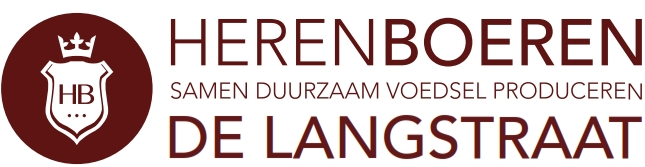 HB
HERENBOEREN
SAMEN DUURZAAM VOEDSEL PRODUCEREN
DE LANGSTRAAT